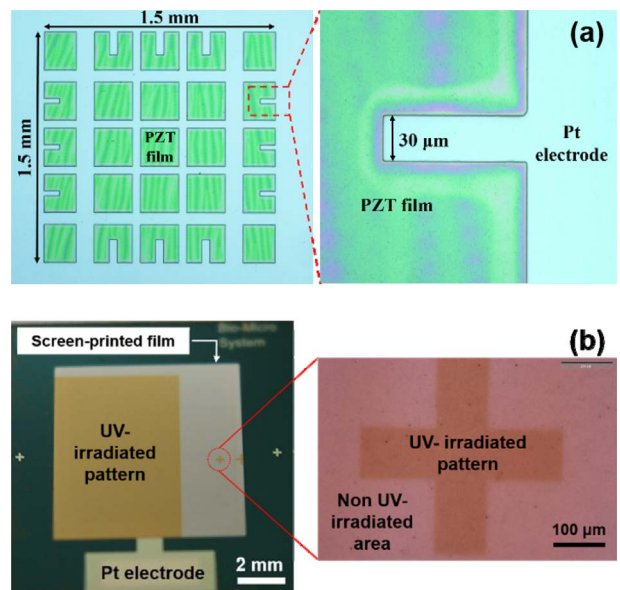 1.5 mm
(a)
1.5 mm
PZT
film
30 µm
Pt
electrode
PZT film
(b)
Screen-printed film
Bio-Micro
System
UV-
irradiated
pattern
UV- irradiated
pattern
Non UV-
irradiated
area
100 µm
Pt electrode
2 mm